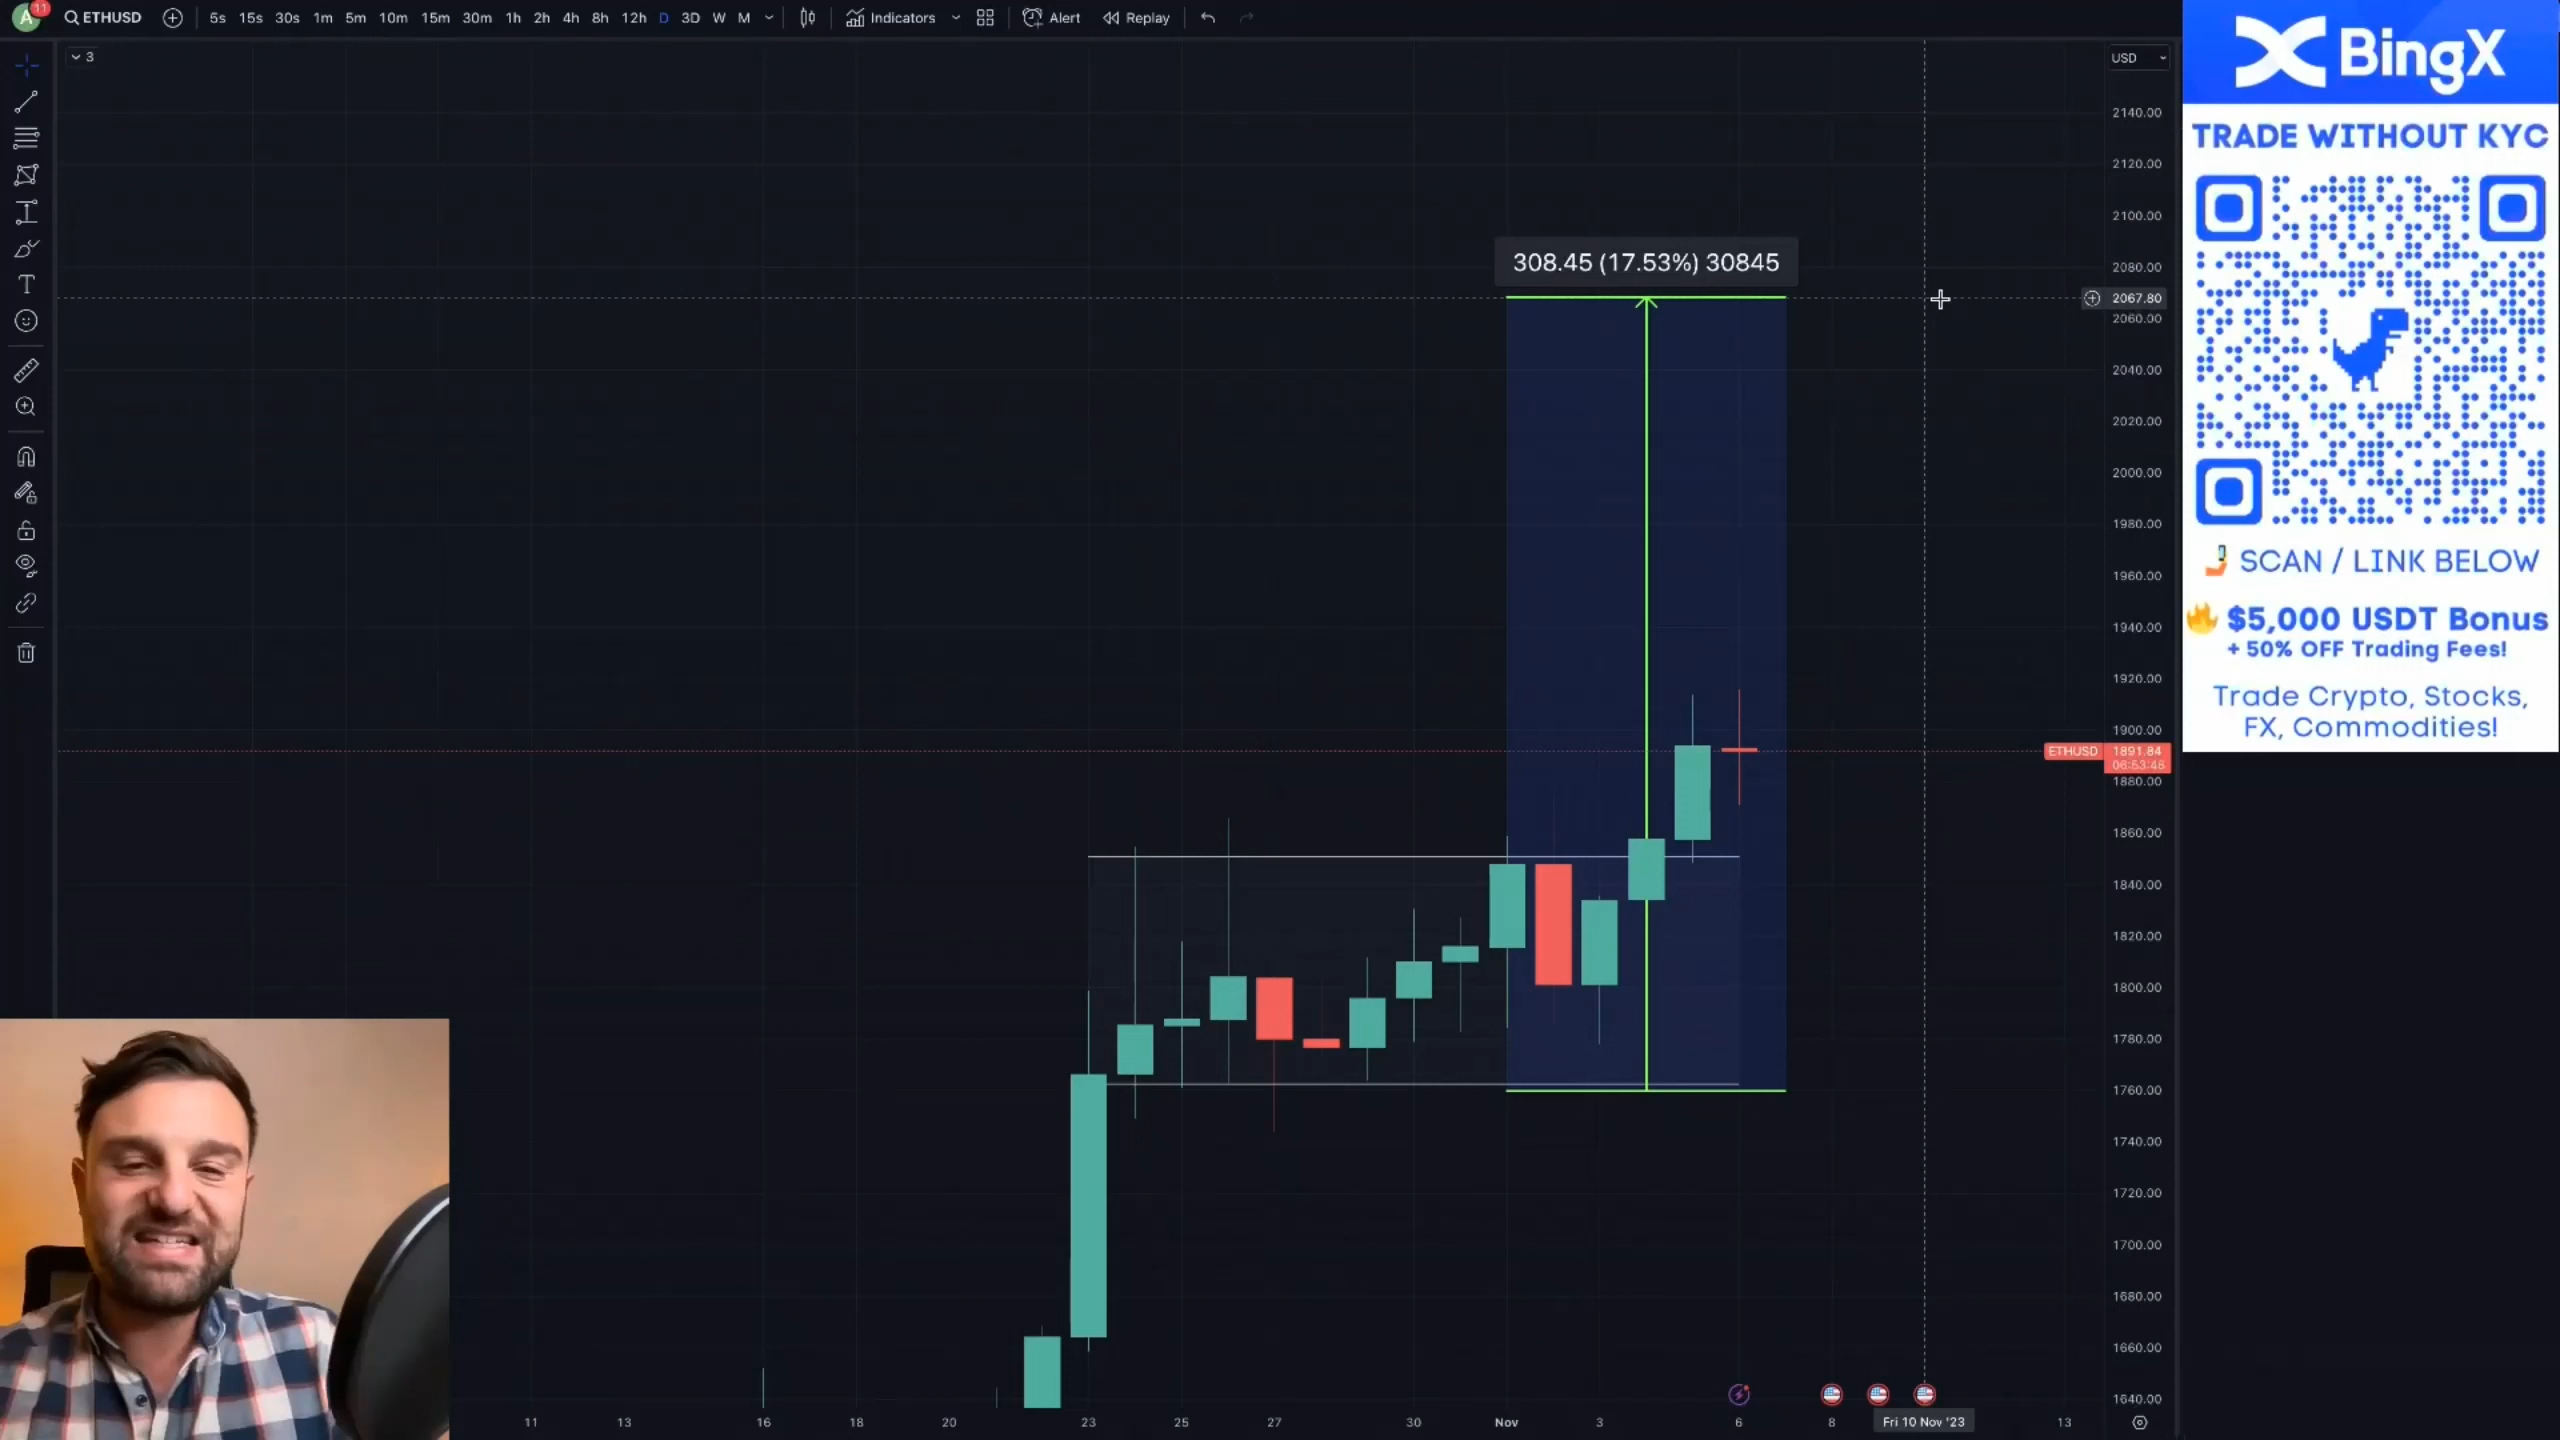 A 11 ETHUSD 5s 15s 30s 1m 5m 10m 15m 30m 1h 2h 4h 8h 12h D 3D W M Indicators Alert Replay
3
USD
2140.00
2120.00
2100.00
2080.00
308.45 (17.53%) 30845
2067.80
2060.00
2040.00
2020.00
2000.00
1980.00
1960.00
1940.00
1920.00
1900.00
ETHUSD 1891.84
06:53:46
1880.00
1860.00
1840.00
1820.00
1800.00
1780.00
1760.00
1740.00
1720.00
1700.00
1680.00
1660.00
1640.00
11 13 16 18 20 23 25 27 30 Nov 3 6 8 Fri 10 Nov '23 13
BingX
TRADE WITHOUT KYC
SCAN / LINK BELOW
$5,000 USDT Bonus
+ 50% OFF Trading Fees!
Trade Crypto, Stocks,
FX, Commodities!